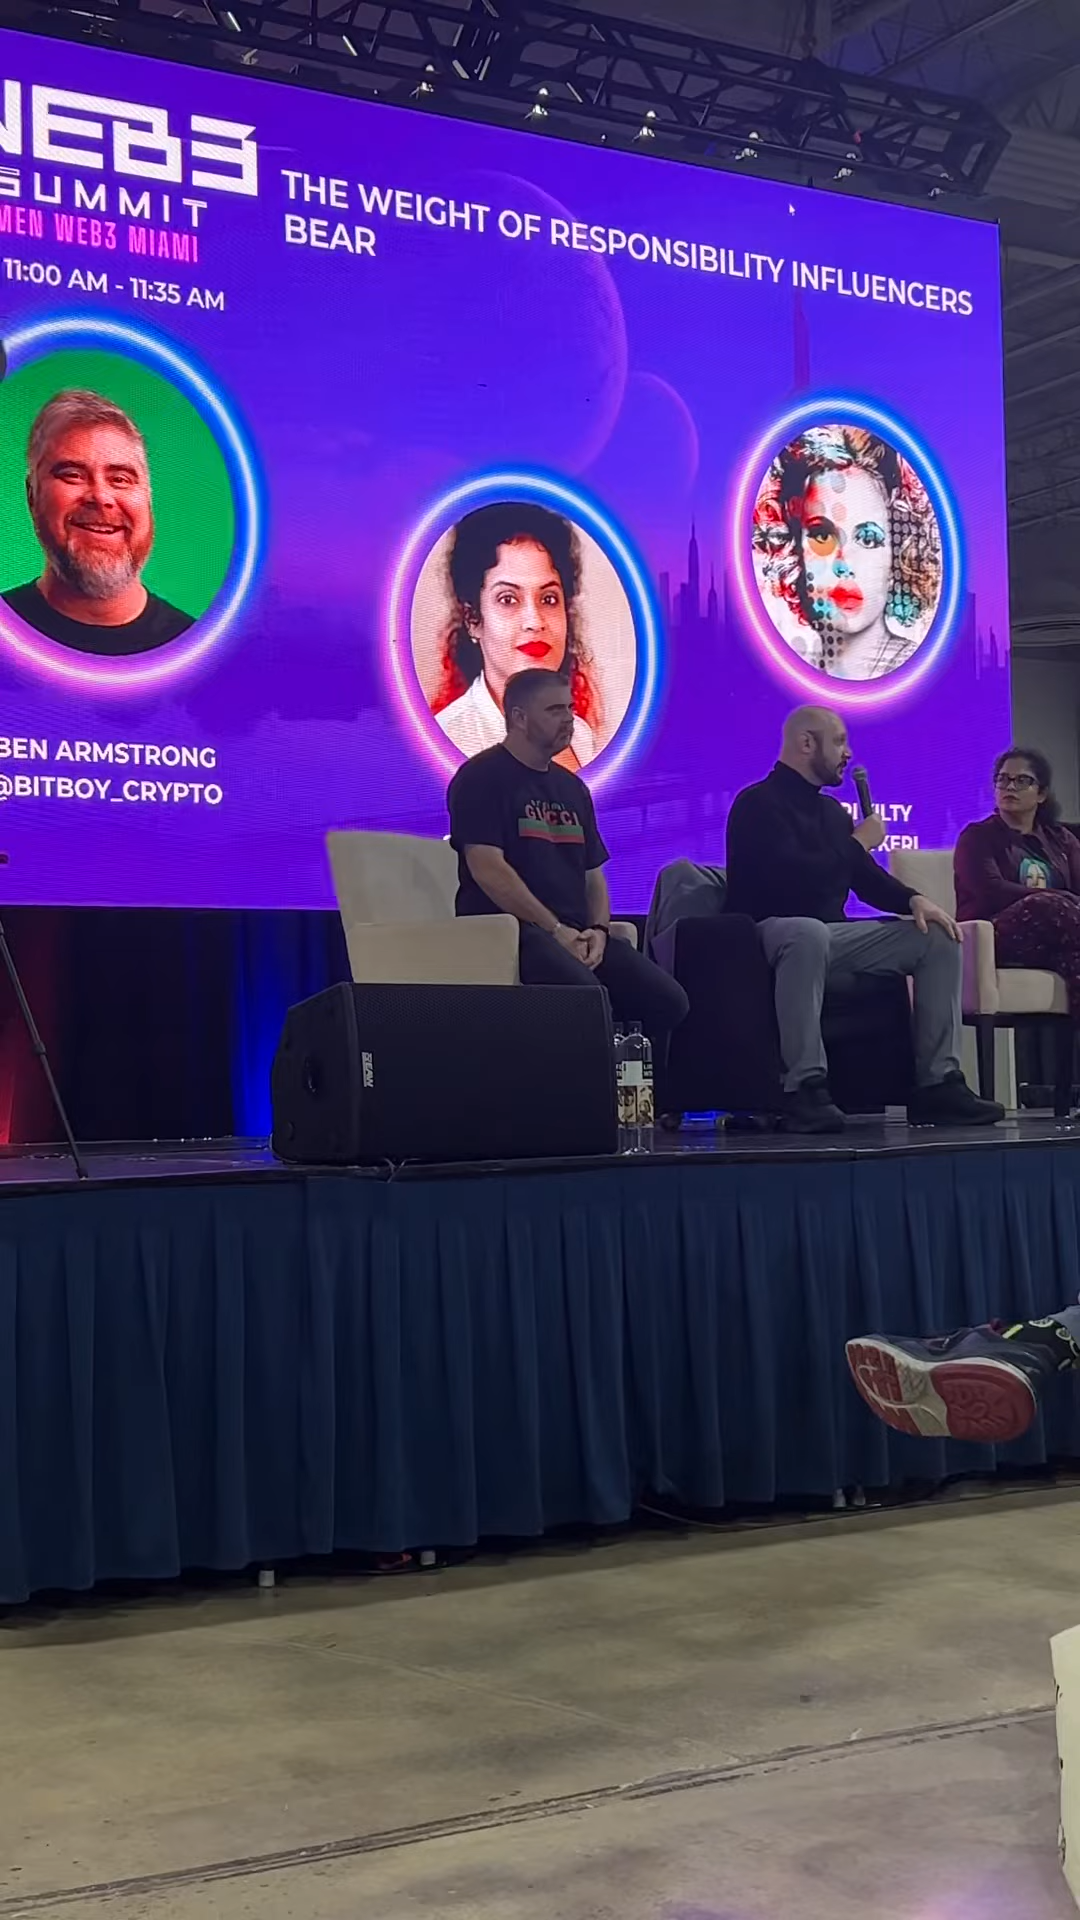 WEB3
SUMMIT
MEN WEB3 MIAMI
11:00 AM - 11:35 AM
THE WEIGHT OF RESPONSIBILITY INFLUENCERS
BEAR
BEN ARMSTRONG
@BITBOY_CRYPTO
GUCCI